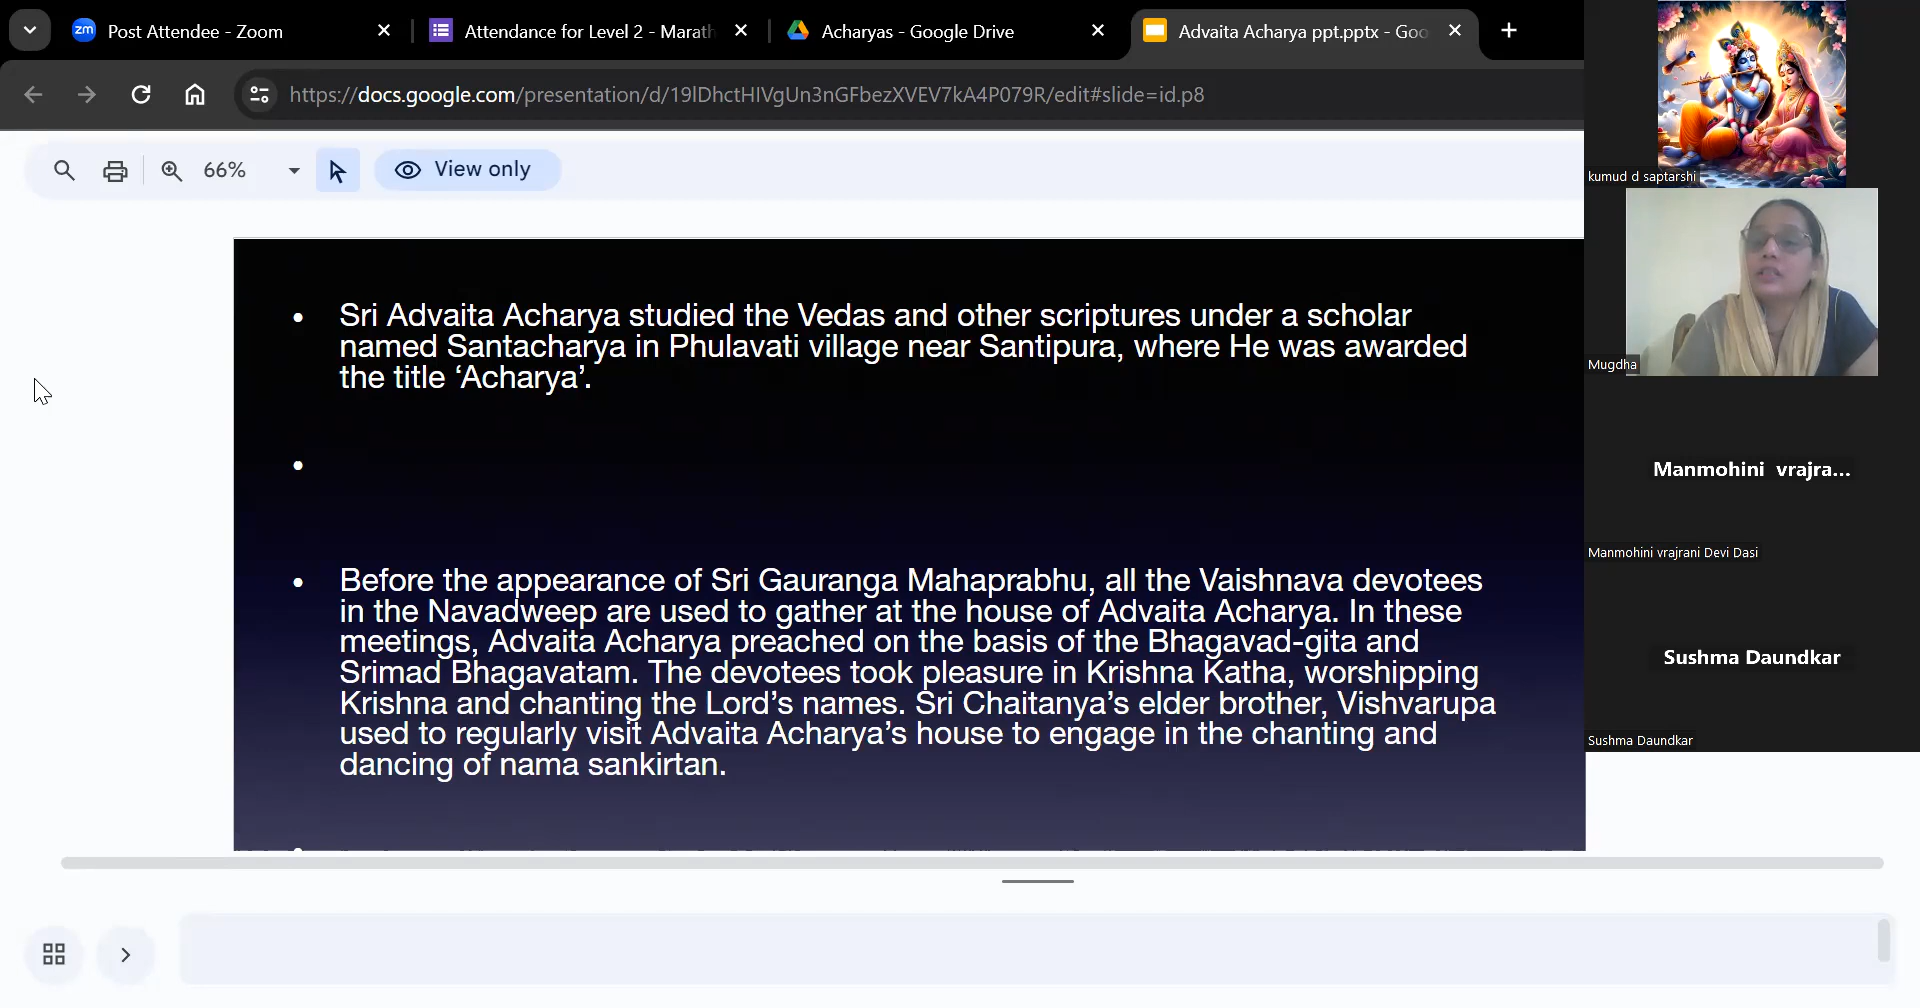 zm Post Attendee - Zoom
Attendance for Level 2 - Marath
Acharyas - Google Drive
Advaita Acharya ppt.pptx - Goo
https://docs.google.com/presentation/d/19lDhctHIVgUn3nGFbezXVEV7kA4P079R/edit#slide=id.p8
66%
View only
• Sri Advaita Acharya studied the Vedas and other scriptures under a scholar
named Santacharya in Phulavati village near Santipura, where He was awarded
the title ‘Acharya’.
•
• Before the appearance of Sri Gauranga Mahaprabhu, all the Vaishnava devotees
in the Navadweep are used to gather at the house of Advaita Acharya. In these
meetings, Advaita Acharya preached on the basis of the Bhagavad-gita and
Srimad Bhagavatam. The devotees took pleasure in Krishna Katha, worshipping
Krishna and chanting the Lord’s names. Sri Chaitanya’s elder brother, Vishvarupa
used to regularly visit Advaita Acharya’s house to engage in the chanting and
dancing of nama sankirtan.
kumud d saptarshi
Mugdha
Manmohini vrajra...
Manmohini vrajrani Devi Dasi
Sushma Daundkar
Sushma Daundkar